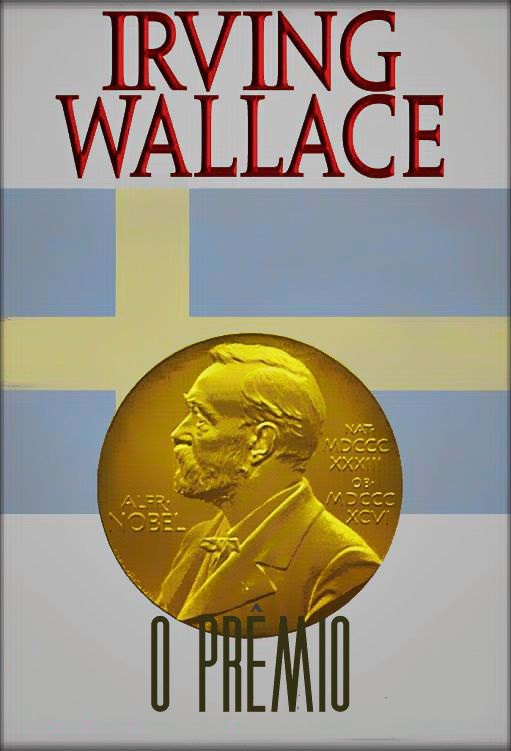 IRVING
WALLACE
NAT.
MDCCC
XXXIII
OB.
MDCCC
XCVI
ALFR.
NOBEL
O PRÊMIO